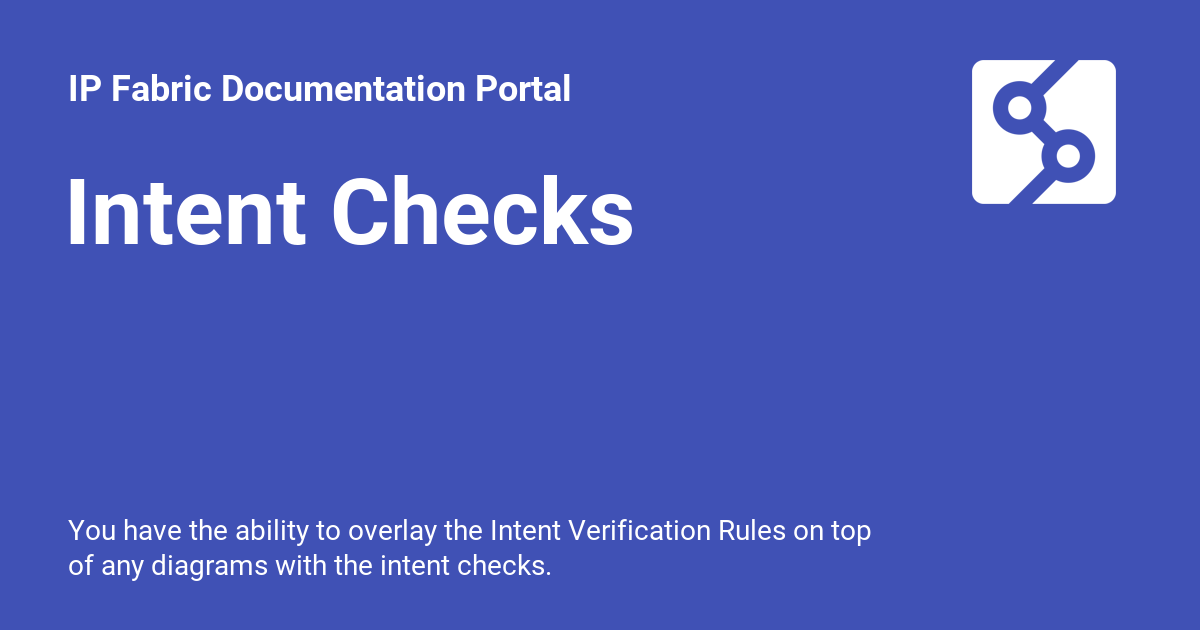 IP Fabric Documentation Portal
Intent Checks
You have the ability to overlay the Intent Verification Rules on top
of any diagrams with the intent checks.